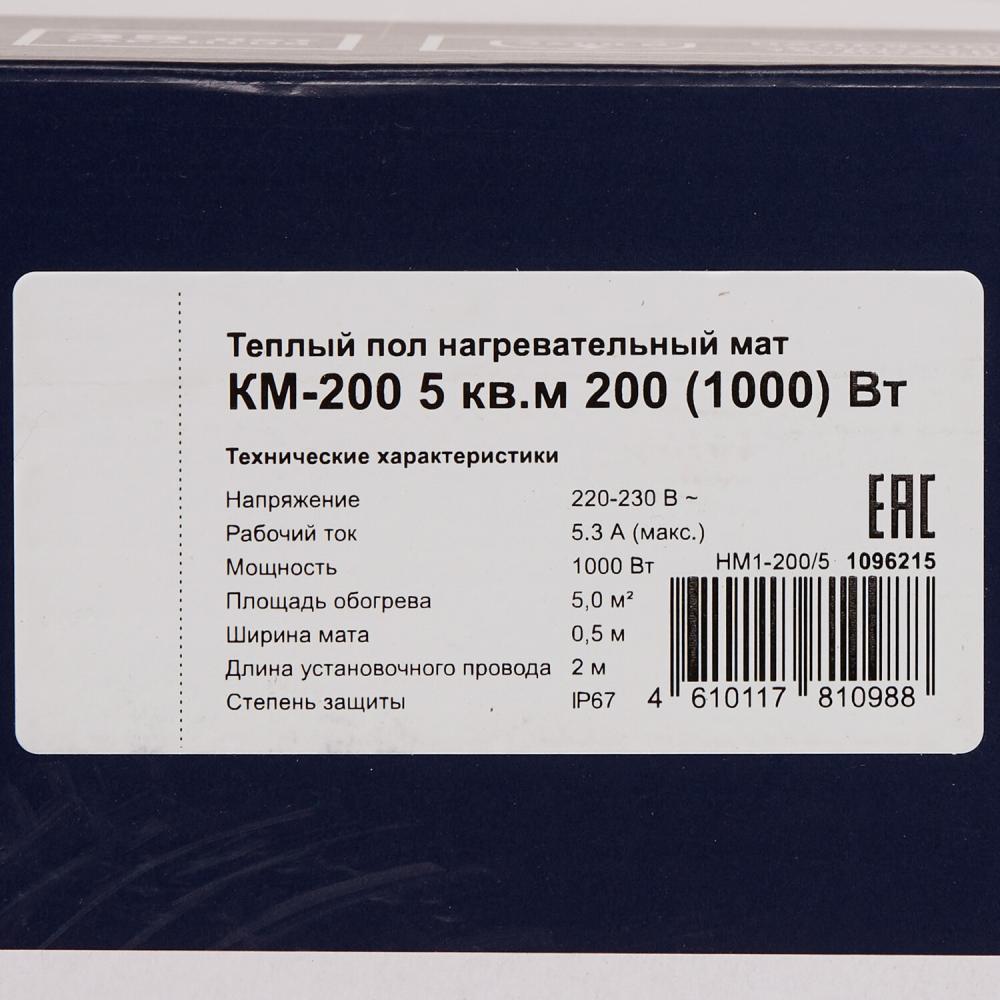 Теплый пол нагревательный мат
КМ-200 5 кв.м 200 (1000) Вт
Технические характеристики
Напряжение 220-230 В ~
Рабочий ток 5.3 А (макс.)
Мощность 1000 Вт
Площадь обогрева 5,0 м²
Ширина мата 0,5 м
Длина установочного провода 2 м
Степень защиты IP67
EAC
HM1-200/5 1096215
4 610117 810988